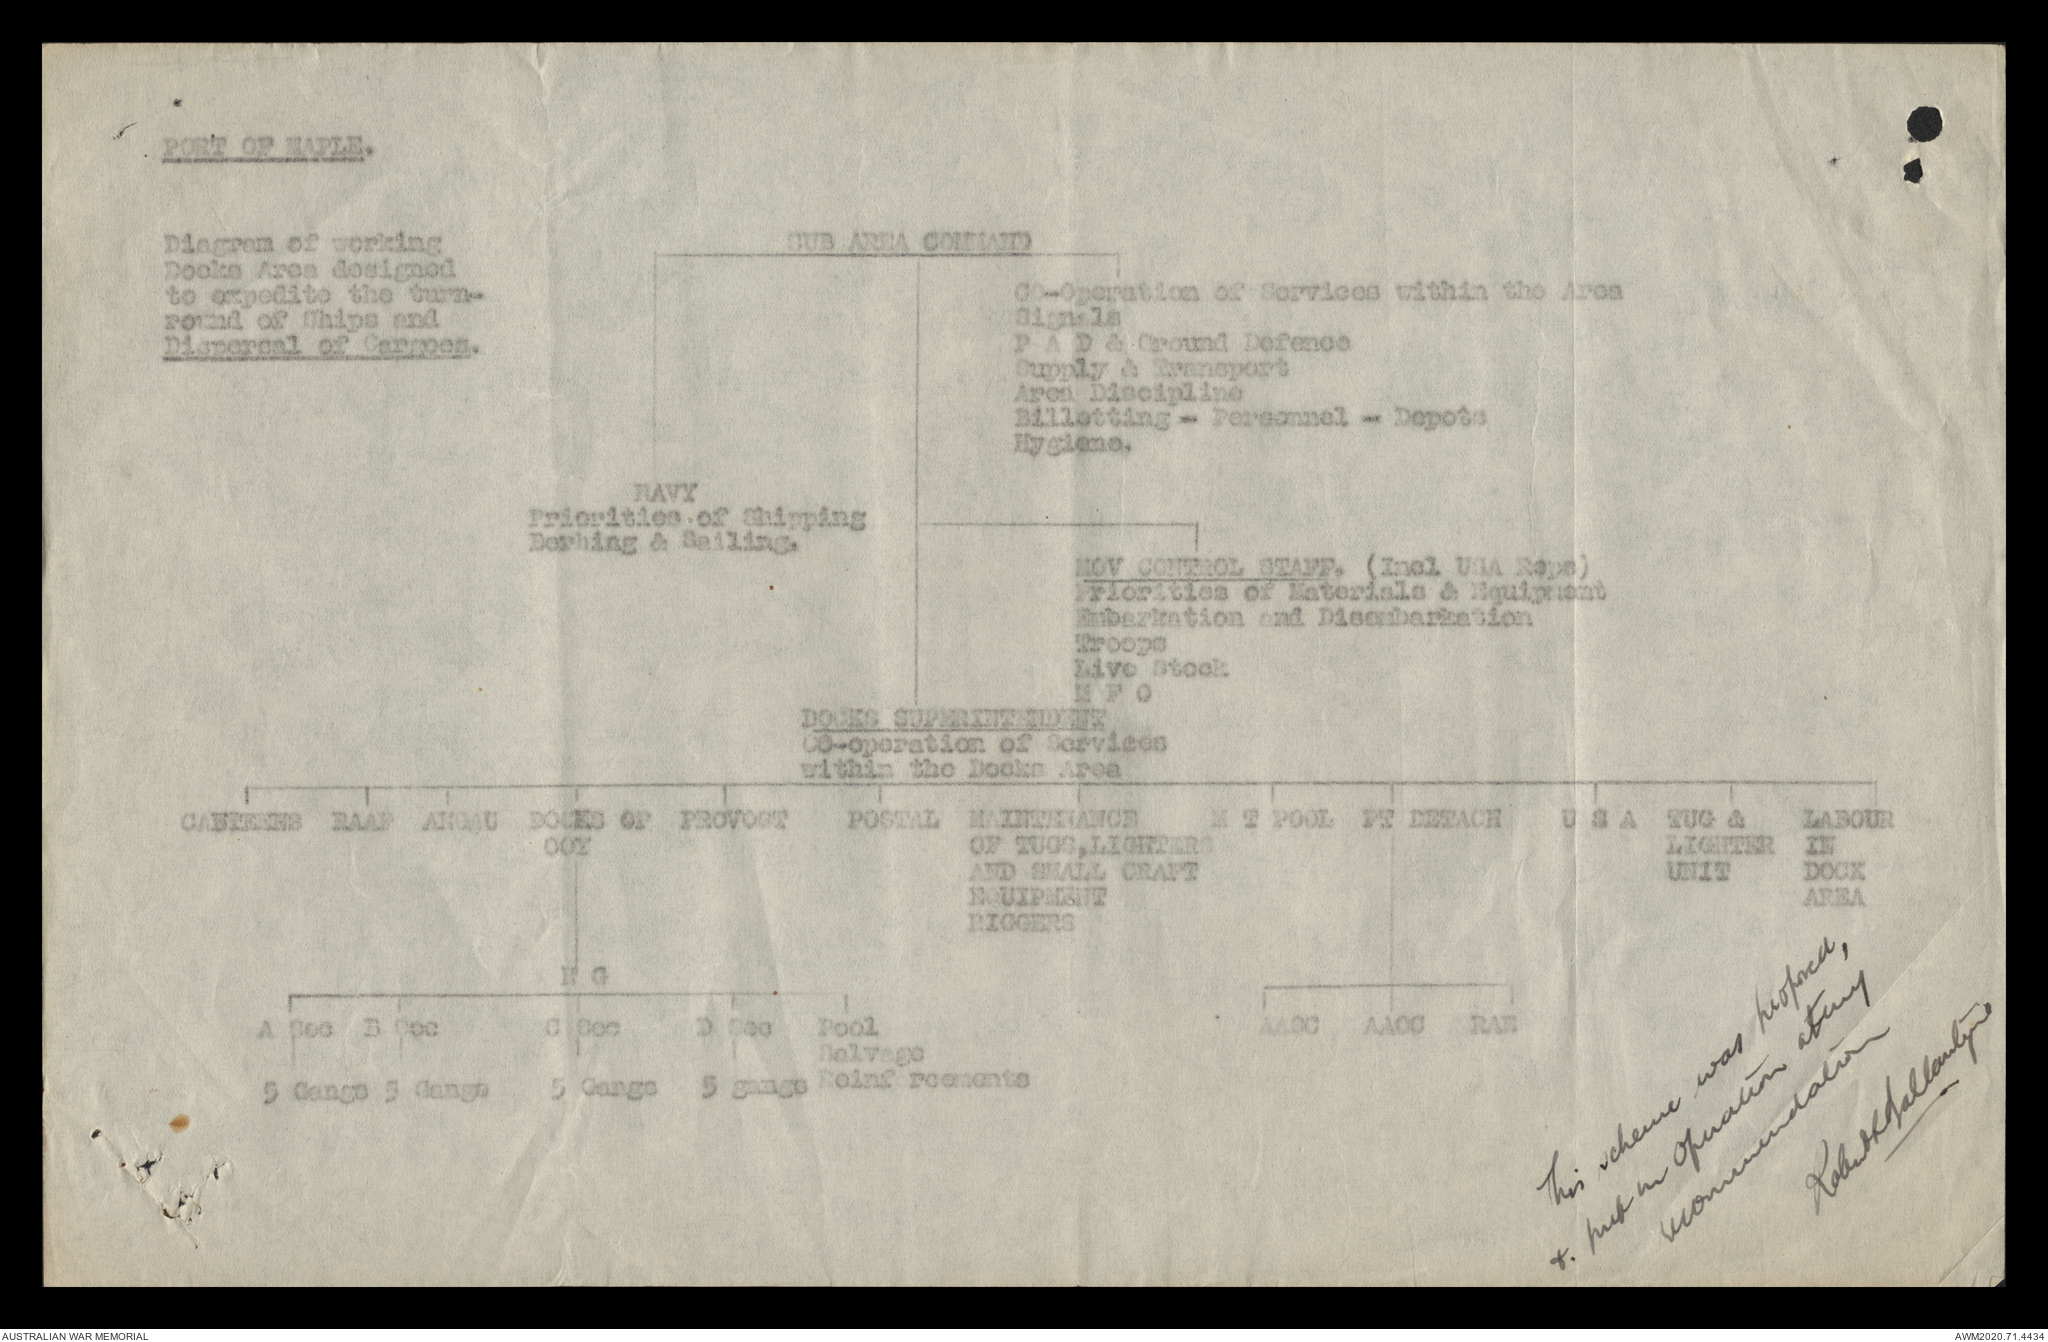 PORT OF MAPLE.
Diagram of working
Docks Area designed
to expedite the turn-
round of Ships and
Dispersal of Cargoes.
SUB AREA COMMAND
CO-Operation of Services within the Area
Signals
P A D & Ground Defence
Supply & Transport
Area Discipline
Billetting - Personnel - Depots
Hygiene.
NAVY
Priorities of Shipping
Berhing & Sailing.
MOV CONTROL STAFF. (Incl USA Reps)
Priorities of Materials & Equipment
Embarkation and Disembarkation
Troops
Live Stock
M F O
DOCKS SUPERINTENDENT
CO-operation of Services
within the Docks Area
CANTEENS RAAF ANGAU DOCKS OP PROVOST POSTAL MAINTENANCE M T POOL PT DETACH U S A TUG & LABOUR
COY OF TUGS,LIGHTERS LIGHTER IN
AND SMALL CRAFT UNIT DOCK
EQUIPMENT AREA
RIGGERS
H G
A Sec B Sec C Sec D Sec Pool AASC AAOC RAE
Salvage
5 Gangs 5 Gangs 5 Gangs 5 gangs Reinforcements
This scheme was proposed,
&. put in Operation at my
recommendation
Robert Ballantyne
AUSTRALIAN WAR MEMORIAL
AWM2020.71.4434